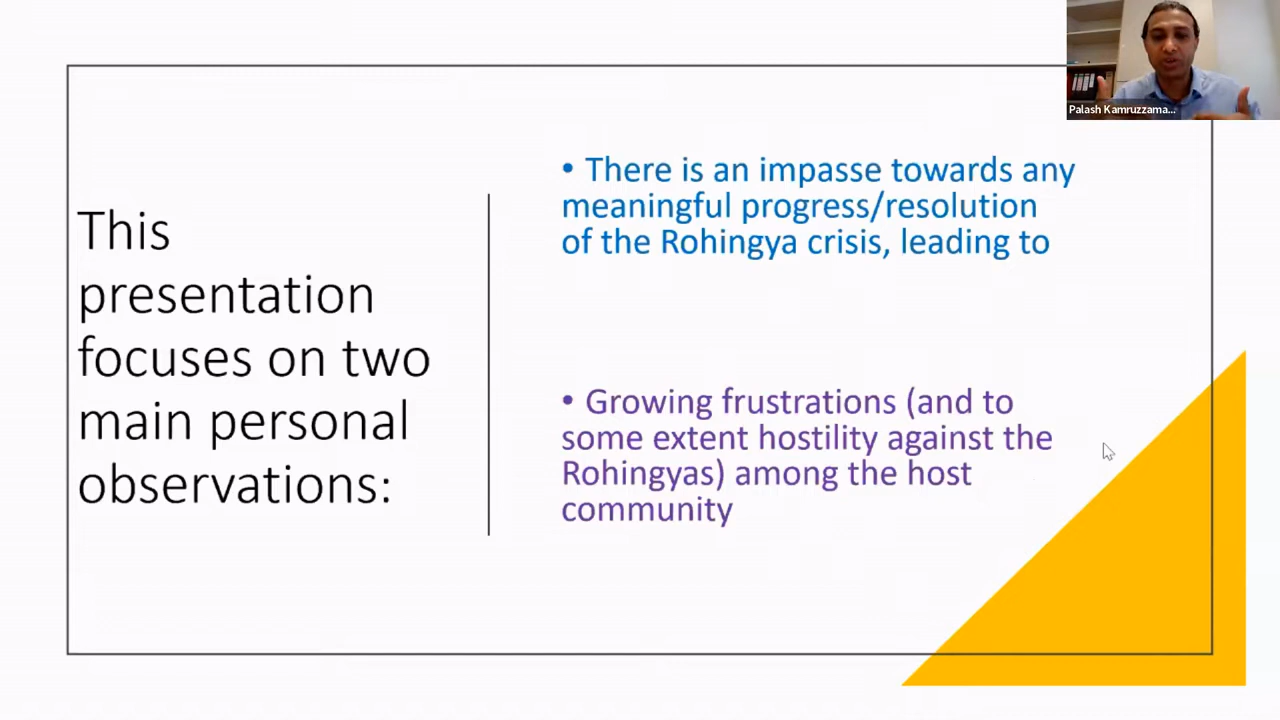 Palash Kamruzzama...
This
presentation
focuses on two
main personal
observations:
• There is an impasse towards any
meaningful progress/resolution
of the Rohingya crisis, leading to
• Growing frustrations (and to
some extent hostility against the
Rohingyas) among the host
community